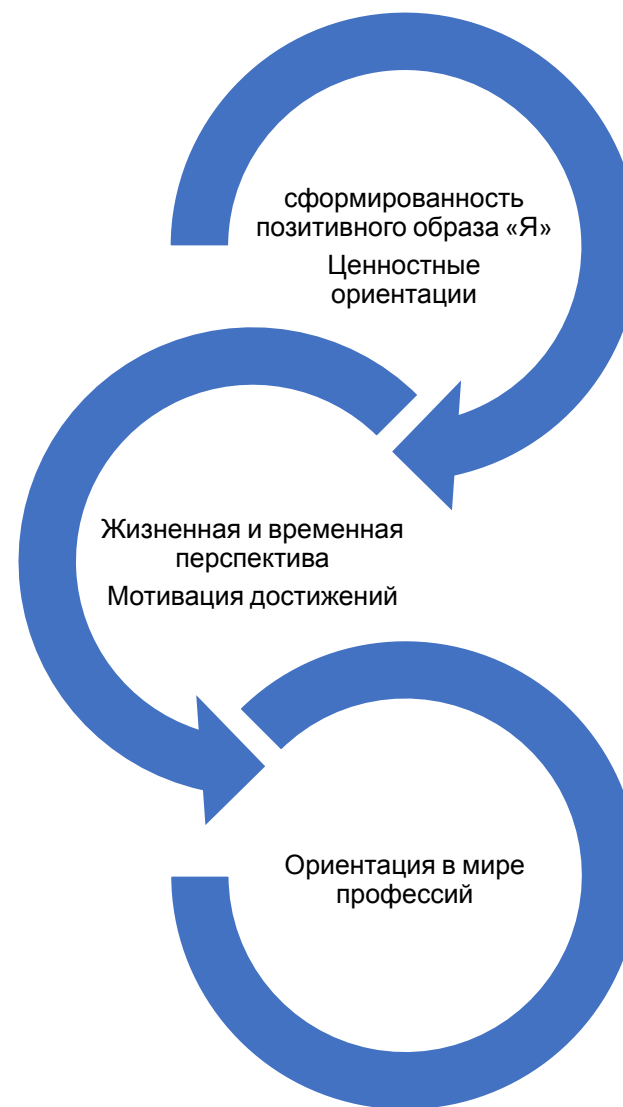 сформированность
позитивного образа «Я»
Ценностные
ориентации
Жизненная и временная
перспектива
Мотивация достижений
Ориентация в мире
профессий